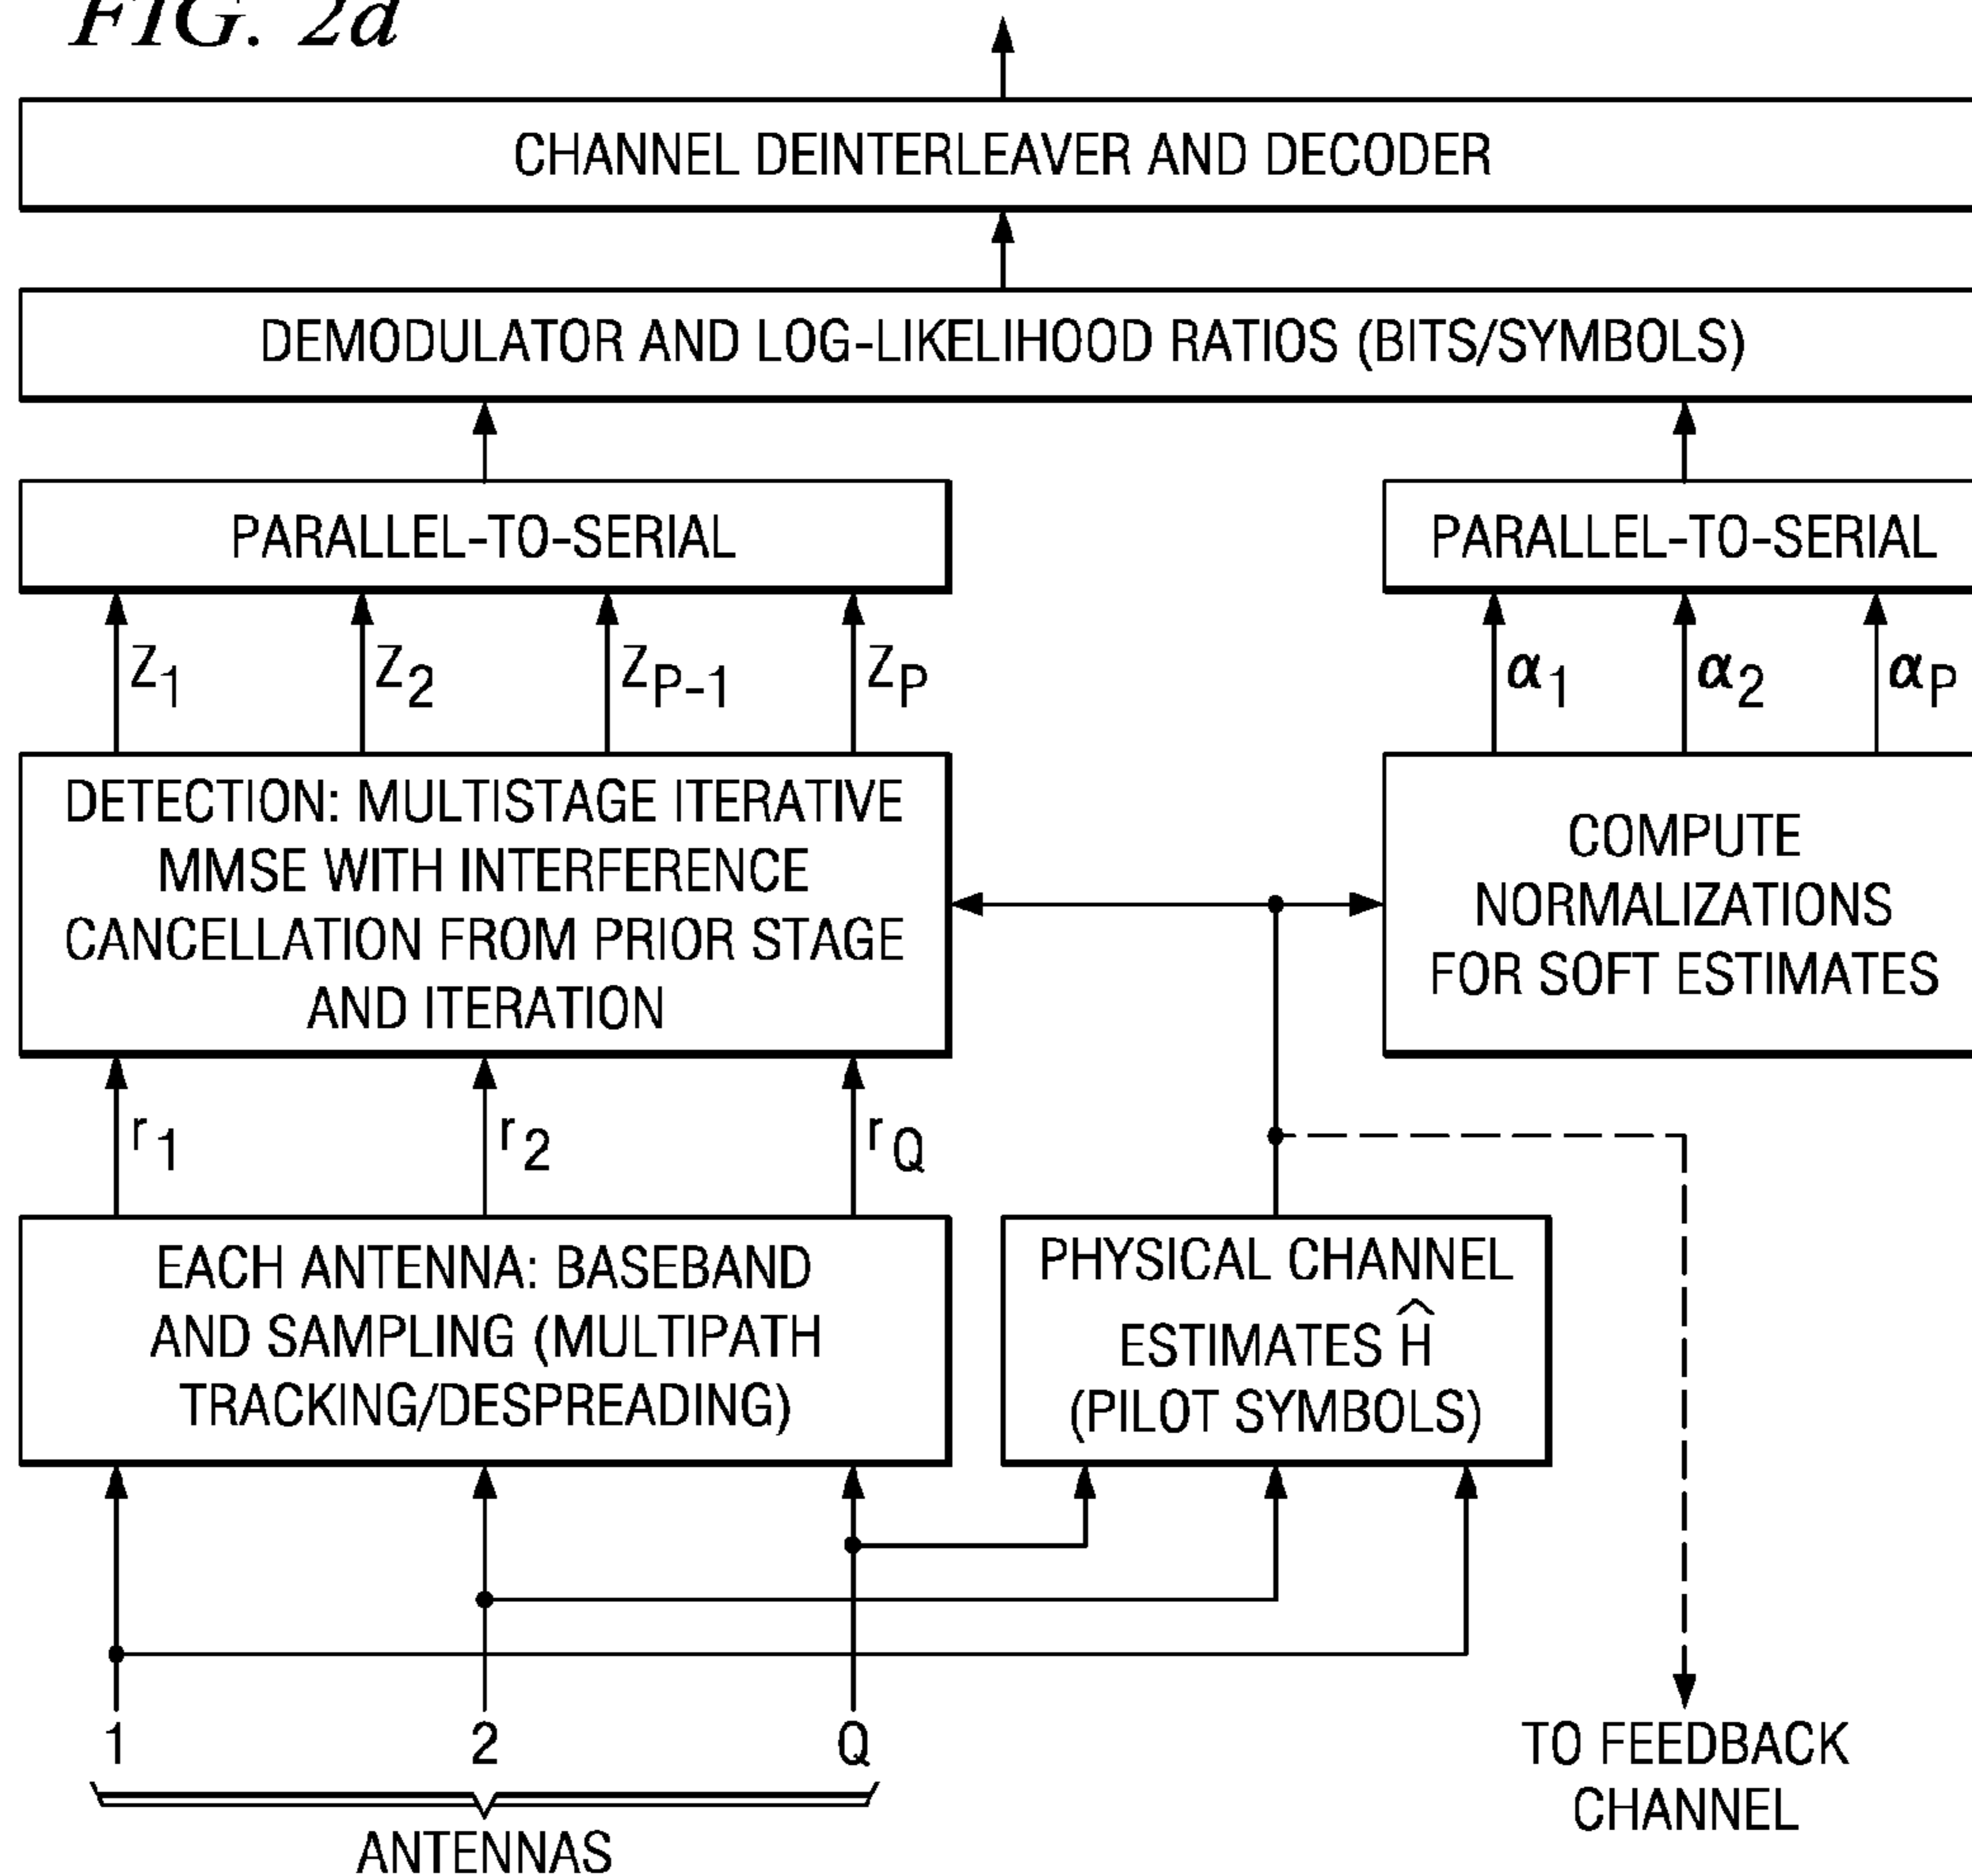 FIG. 2a
CHANNEL DEINTERLEAVER AND DECODER
DEMODULATOR AND LOG-LIKELIHOOD RATIOS (BITS/SYMBOLS)
PARALLEL-TO-SERIAL
PARALLEL-TO-SERIAL
z1 z2 zP-1 zP
α1 α2 αP
DETECTION: MULTISTAGE ITERATIVE
MMSE WITH INTERFERENCE
CANCELLATION FROM PRIOR STAGE
AND ITERATION
COMPUTE
NORMALIZATIONS
FOR SOFT ESTIMATES
r1 r2 rQ
EACH ANTENNA: BASEBAND
AND SAMPLING (MULTIPATH
TRACKING/DESPREADING)
PHYSICAL CHANNEL
ESTIMATES Ĥ
(PILOT SYMBOLS)
1 2 Q
ANTENNAS
TO FEEDBACK
CHANNEL